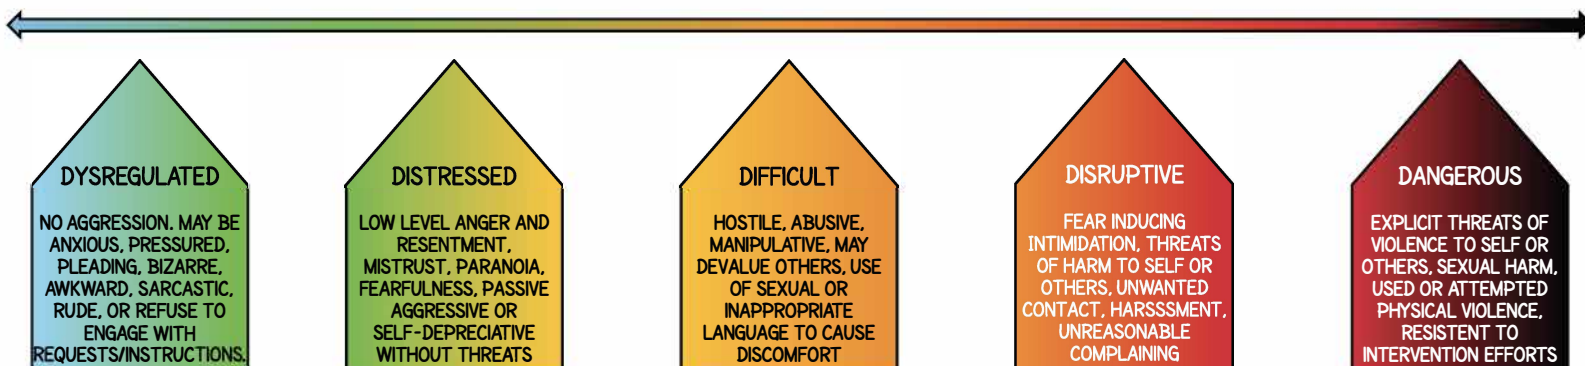 DYSREGULATED
NO AGGRESSION. MAY BE
ANXIOUS, PRESSURED,
PLEADING, BIZARRE,
AWKWARD, SARCASTIC,
RUDE, OR REFUSE TO
ENGAGE WITH
REQUESTS/INSTRUCTIONS.
DISTRESSED
LOW LEVEL ANGER AND
RESENTMENT,
MISTRUST, PARANOIA,
FEARFULNESS, PASSIVE
AGGRESSIVE OR
SELF-DEPRECIATIVE
WITHOUT THREATS
DIFFICULT
HOSTILE, ABUSIVE,
MANIPULATIVE, MAY
DEVALUE OTHERS, USE
OF SEXUAL OR
INAPPROPRIATE
LANGUAGE TO CAUSE
DISCOMFORT
DISRUPTIVE
FEAR INDUCING
INTIMIDATION, THREATS
OF HARM TO SELF OR
OTHERS, UNWANTED
CONTACT, HARSSSMENT,
UNREASONABLE
COMPLAINING
DANGEROUS
EXPLICIT THREATS OF
VIOLENCE TO SELF OR
OTHERS, SEXUAL HARM,
USED OR ATTEMPTED
PHYSICAL VIOLENCE,
RESISTENT TO
INTERVENTION EFFORTS